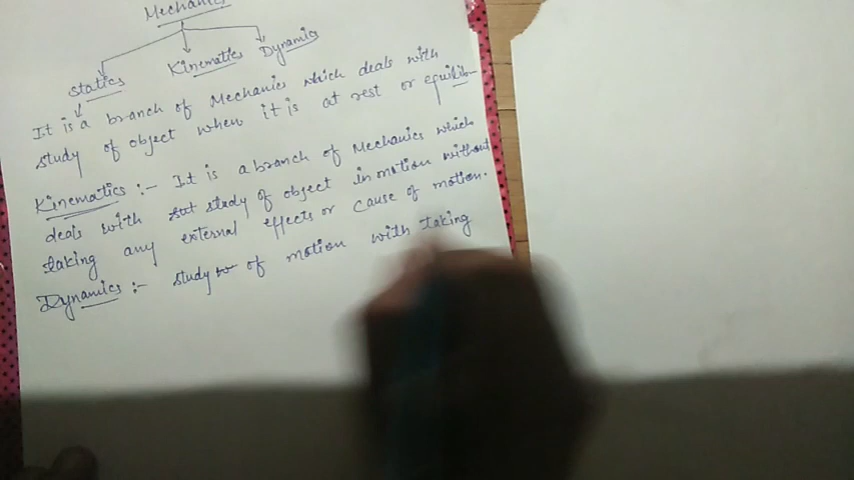 Mechanics
Statics Kinematics Dynamics
It is a branch of Mechanics which deals with
study of object when it is at rest or equilib-
Kinematics :- It is a branch of Mechanics which
deals with study of object in motion without
taking any external effects or cause of motion.
Dynamics :- study of motion with taking